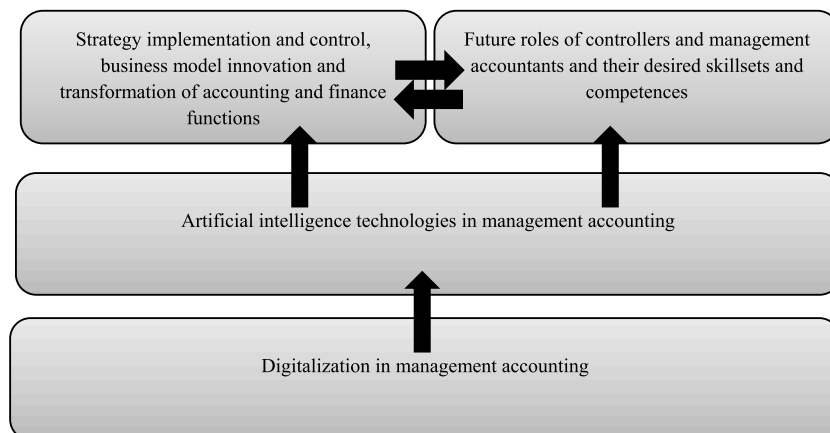 Strategy implementation and control,
business model innovation and
transformation of accounting and finance
functions
Future roles of controllers and management
accountants and their desired skillsets and
competences
Artificial intelligence technologies in management accounting
Digitalization in management accounting